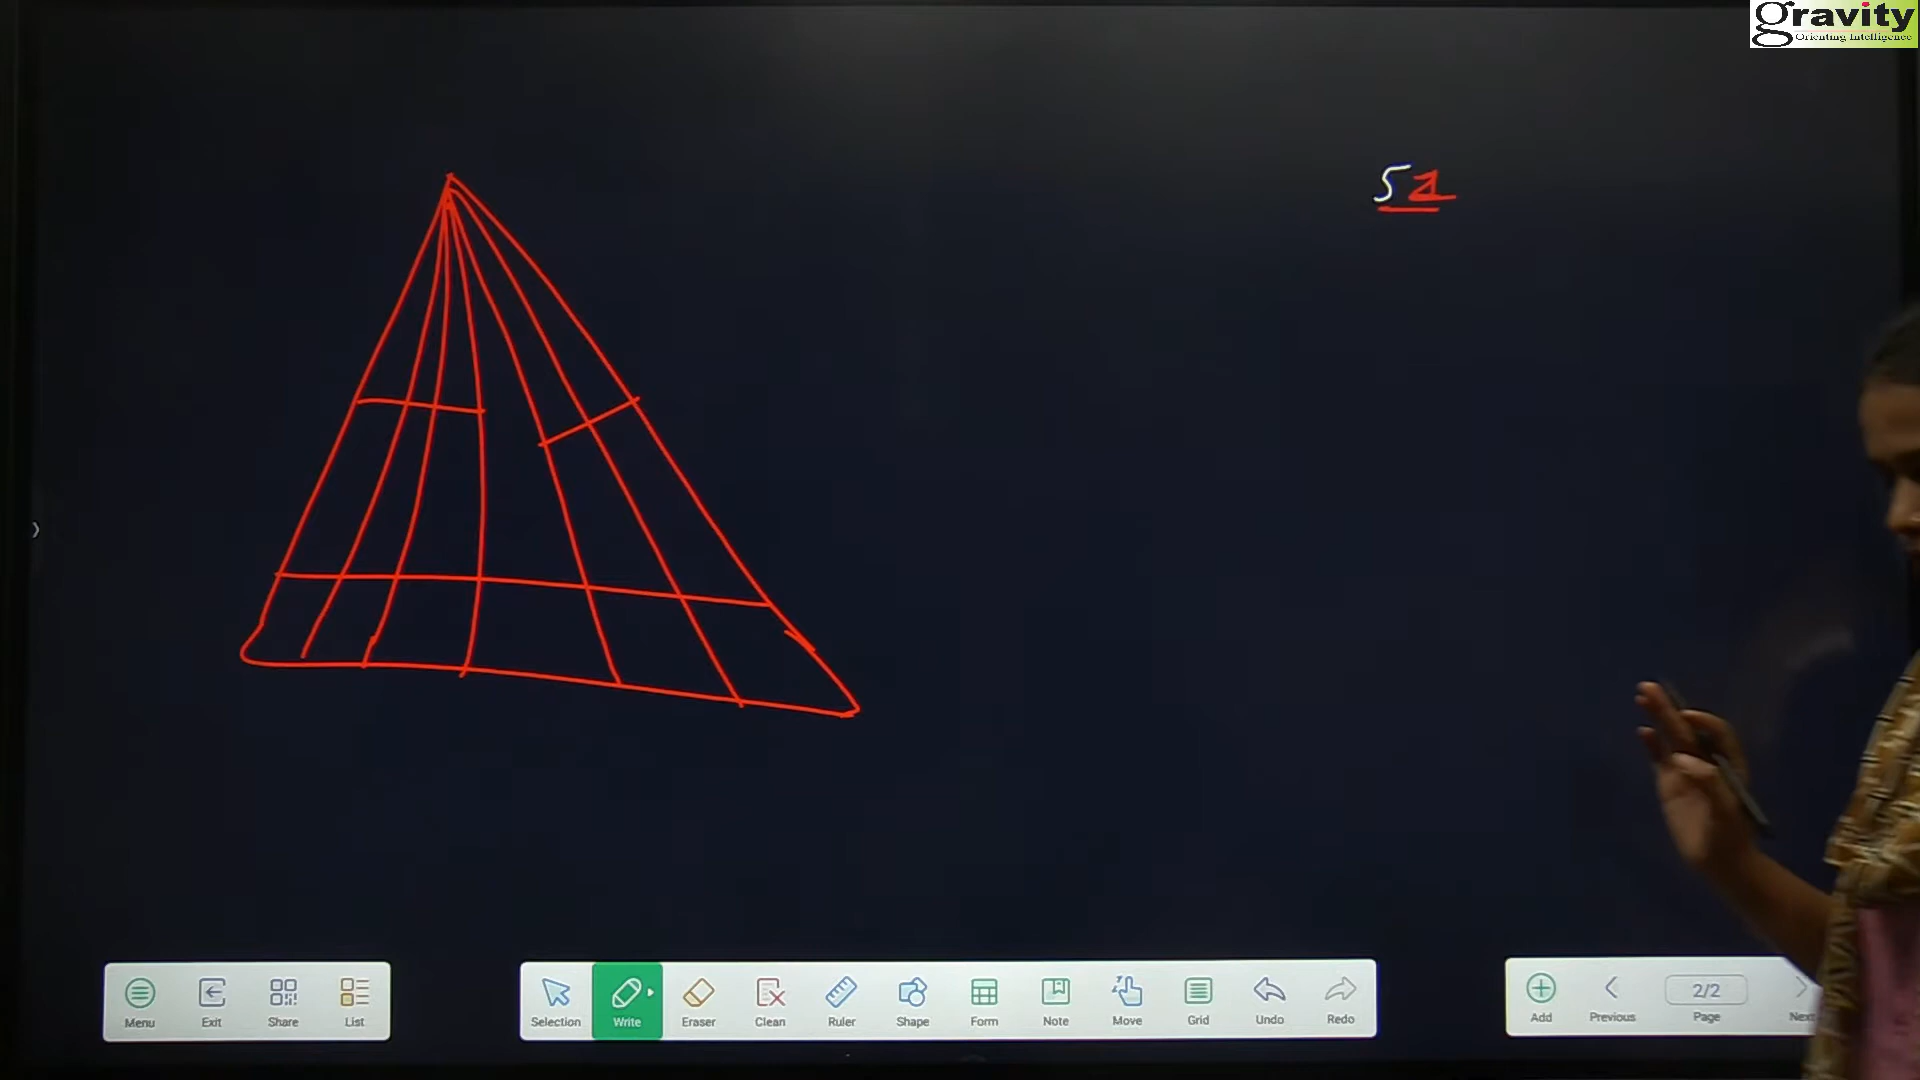 gravity
Orienting Intelligence
51
Menu
Exit
Share
List
Selection
Write
Eraser
Clean
Ruler
Shape
Form
Note
Move
Grid
Undo
Redo
Add
Previous
2/2
Page
Next